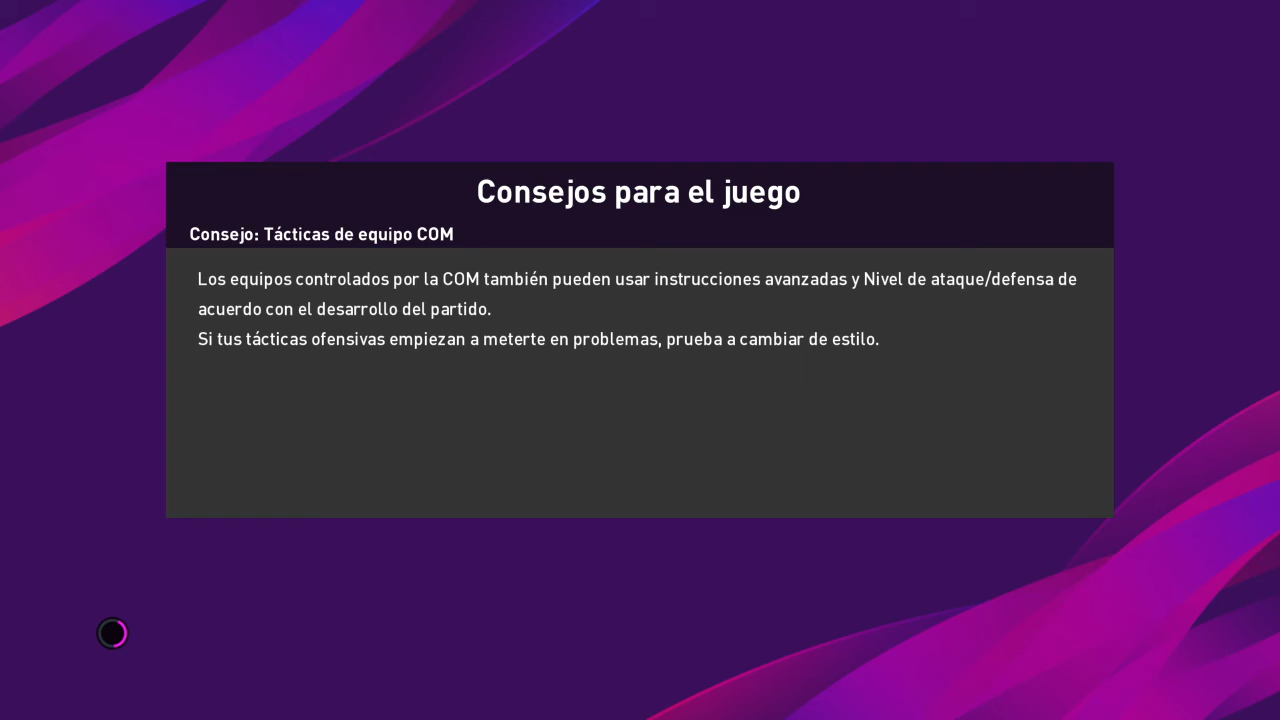 Consejos para el juego
Consejo: Tácticas de equipo COM
Los equipos controlados por la COM también pueden usar instrucciones avanzadas y Nivel de ataque/defensa de
acuerdo con el desarrollo del partido.
Si tus tácticas ofensivas empiezan a meterte en problemas, prueba a cambiar de estilo.